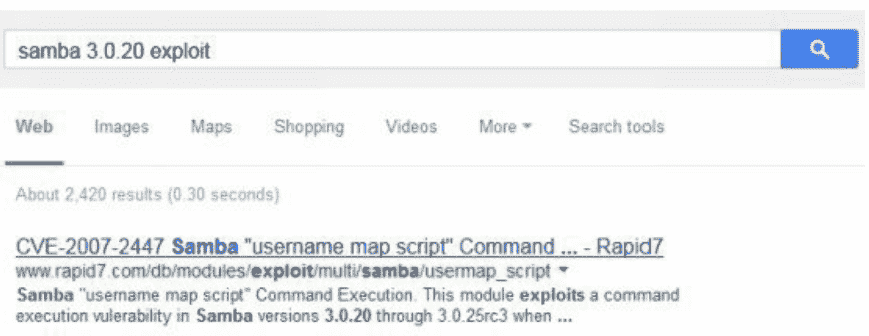 samba 3.0.20 exploit
Web Images Maps Shopping Videos More Search tools
About 2,420 results (0.30 seconds)
CVE-2007-2447 Samba "username map script" Command ... - Rapid7
www.rapid7.com/db/modules/exploit/multi/samba/usermap_script
Samba "username map script" Command Execution. This module exploits a command
execution vulerability in Samba versions 3.0.20 through 3.0.25rc3 when ...